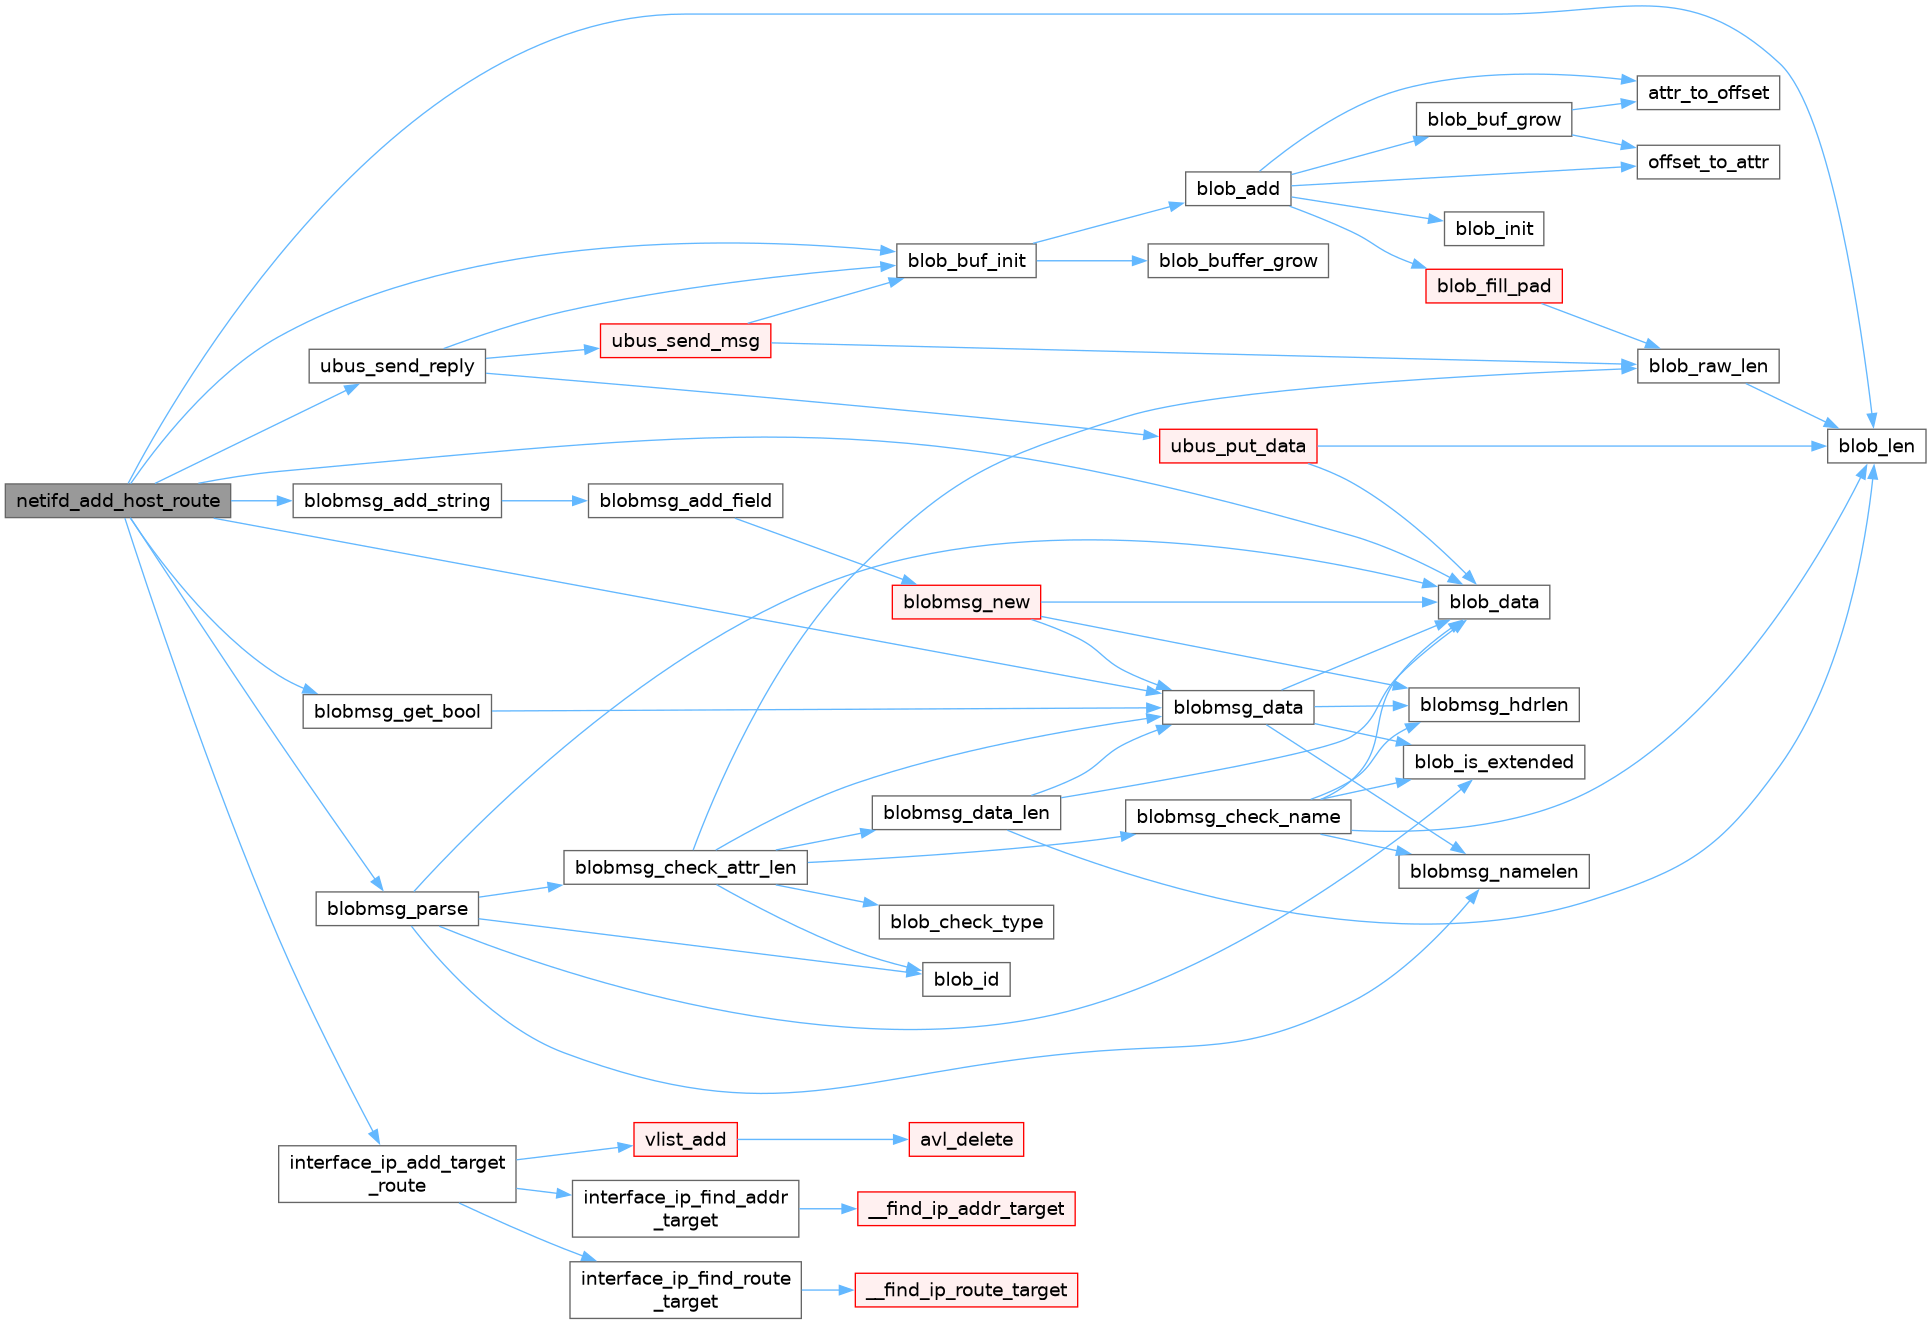 netifd_add_host_route
ubus_send_reply
blobmsg_add_string
blobmsg_get_bool
blobmsg_parse
interface_ip_add_target
_route
ubus_send_msg
blobmsg_add_field
blobmsg_check_attr_len
vlist_add
interface_ip_find_addr
_target
interface_ip_find_route
_target
blob_buf_init
blobmsg_new
blobmsg_data_len
blob_check_type
blob_id
avl_delete
__find_ip_addr_target
__find_ip_route_target
blob_add
blob_buffer_grow
ubus_put_data
blobmsg_data
blobmsg_check_name
blob_buf_grow
blob_init
blob_fill_pad
blob_data
blobmsg_hdrlen
blob_is_extended
blobmsg_namelen
attr_to_offset
offset_to_attr
blob_raw_len
blob_len